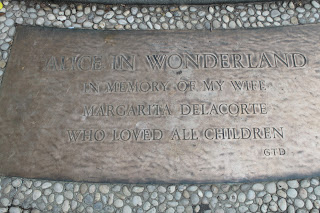 ALICE IN WONDERLAND
IN MEMORY OF MY WIFE
MARGARITA DELACORTE
WHO LOVED ALL CHILDREN
GTD